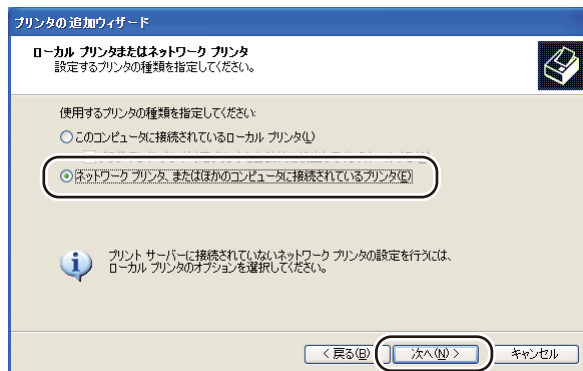 プリンタの追加ウィザード
ローカル プリンタまたはネットワーク プリンタ
設定するプリンタの種類を指定してください。
使用するプリンタの種類を指定してください:
このコンピュータに接続されているローカル プリンタ(L)
ネットワーク プリンタ、またはほかのコンピュータに接続されているプリンタ(E)
プリント サーバーに接続されていないネットワーク プリンタの設定を行うには、
ローカル プリンタのオプションを選択してください。
< 戻る(B) 次へ(N) > キャンセル